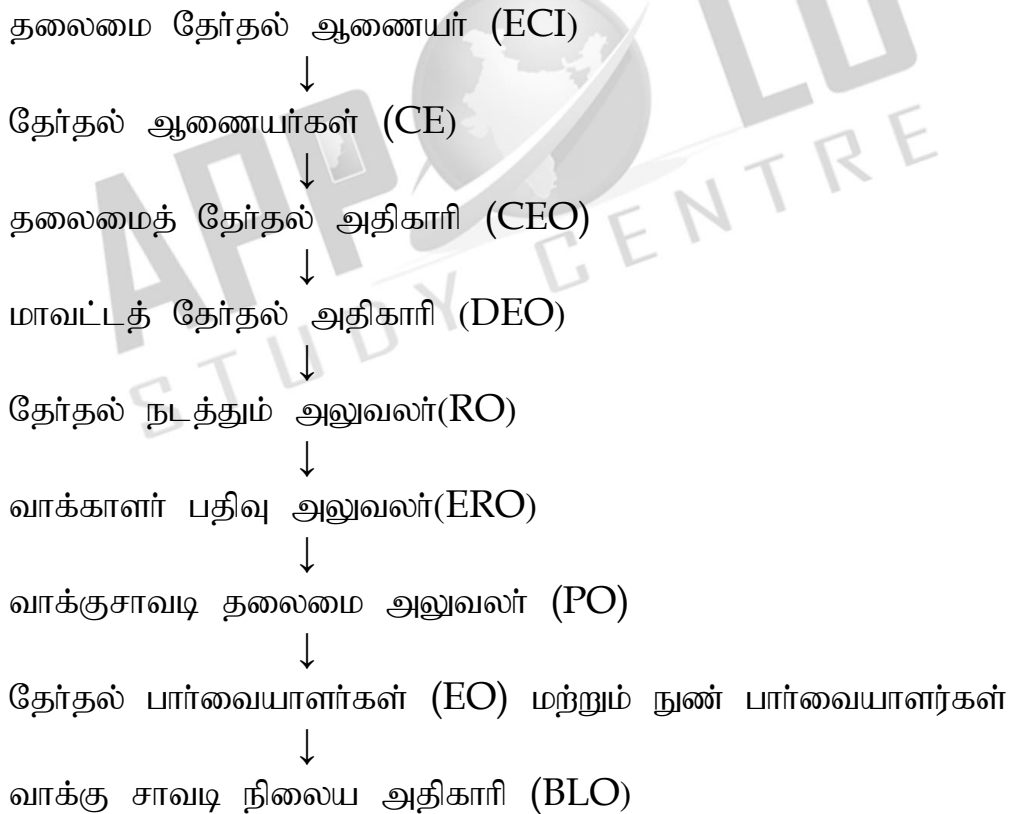 தலைமை தேர்தல் ஆணையர் (ECI)
↓
தேர்தல் ஆணையர்கள் (CE)
↓
தலைமைத் தேர்தல் அதிகாரி (CEO)
↓
மாவட்டத் தேர்தல் அதிகாரி (DEO)
↓
தேர்தல் நடத்தும் அலுவலர்(RO)
↓
வாக்காளர் பதிவு அலுவலர்(ERO)
↓
வாக்குசாவடி தலைமை அலுவலர் (PO)
↓
தேர்தல் பார்வையாளர்கள் (EO) மற்றும் நுண் பார்வையாளர்கள்
↓
வாக்கு சாவடி நிலைய அதிகாரி (BLO)
APPOLO
STUDY CENTRE